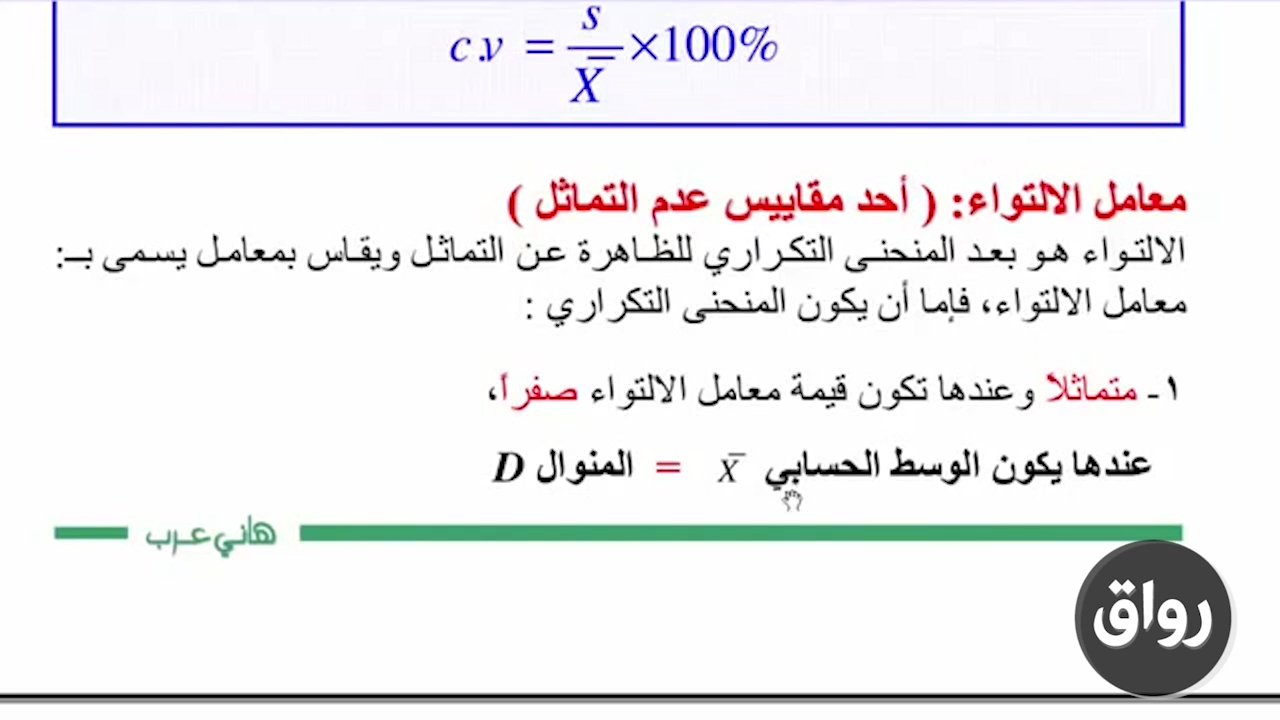 c.v = s / X̄ ×100%
معامل الالتواء: ( أحد مقاييس عدم التماثل )
الالتواء هو بعد المنحنى التكراري للظاهرة عن التماثل ويقاس بمعامل يسمى بـ:
معامل الالتواء، فإما أن يكون المنحنى التكراري :
١- متماثلاً وعندها تكون قيمة معامل الالتواء صفراً،
عندها يكون الوسط الحسابي X̄ = المنوال D
هاني عرب
رواق